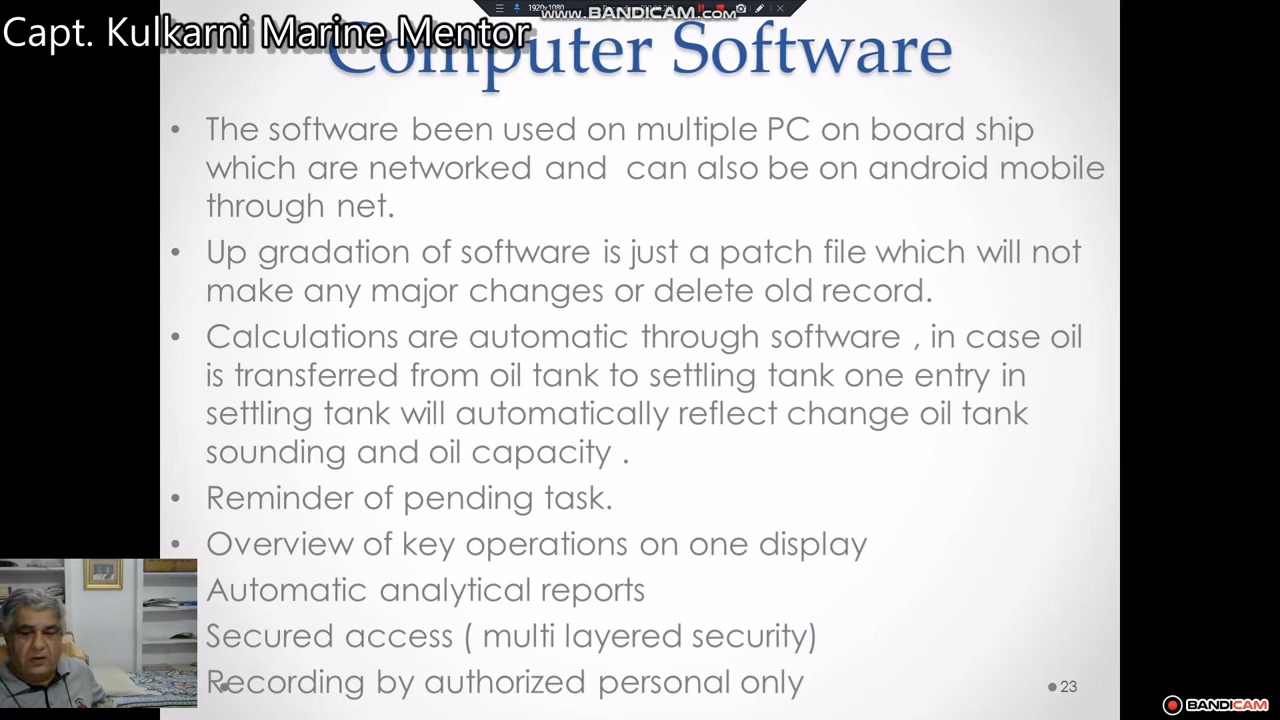 1920x1080
www.BANDICAM.com
Capt. Kulkarni Marine Mentor
Computer Software
• The software been used on multiple PC on board ship
which are networked and can also be on android mobile
through net.
• Up gradation of software is just a patch file which will not
make any major changes or delete old record.
• Calculations are automatic through software , in case oil
is transferred from oil tank to settling tank one entry in
settling tank will automatically reflect change oil tank
sounding and oil capacity .
• Reminder of pending task.
• Overview of key operations on one display
Automatic analytical reports
Secured access ( multi layered security)
Recording by authorized personal only
23
BANDICAM